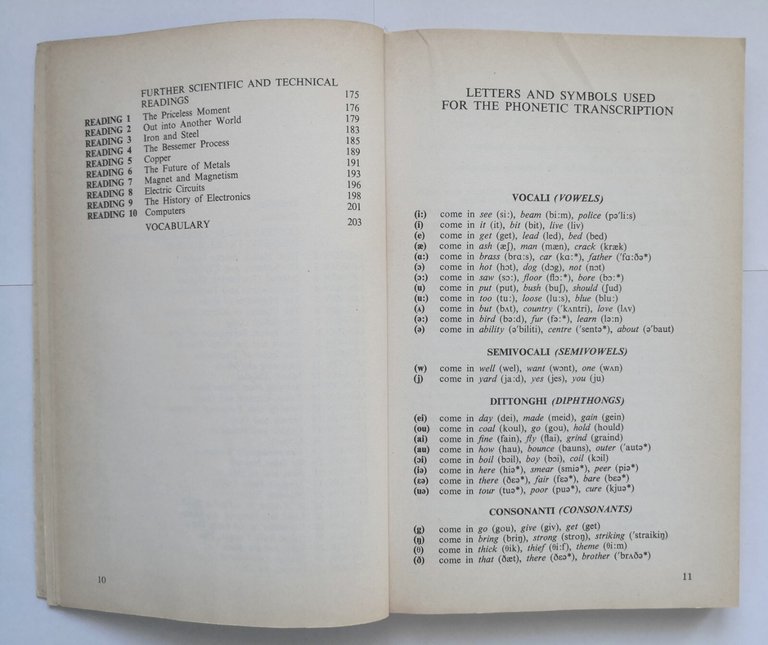 FURTHER SCIENTIFIC AND TECHNICAL
READINGS 175
READING 1 The Priceless Moment 176
READING 2 Out into Another World 179
READING 3 Iron and Steel 183
READING 4 The Bessemer Process 185
READING 5 Copper 189
READING 6 The Future of Metals 191
READING 7 Magnet and Magnetism 193
READING 8 Electric Circuits 196
READING 9 The History of Electronics 198
READING 10 Computers 201
VOCABULARY 203
10
LETTERS AND SYMBOLS USED
FOR THE PHONETIC TRANSCRIPTION
VOCALI (VOWELS)
(i:) come in see (si:), beam (bi:m), police (pə'li:s)
(i) come in it (it), bit (bit), live (liv)
(e) come in get (get), lead (led), bed (bed)
(æ) come in ash (æʃ), man (mæn), crack (kræk)
(ɑ:) come in brass (brɑ:s), car (kɑ:*), father ('fɑ:ðə*)
(ɔ) come in hot (hɔt), dog (dɔg), not (nɔt)
(ɔ:) come in saw (sɔ:), floor (flɔ:*), bore (bɔ:*)
(u) come in put (put), bush (buʃ), should (ʃud)
(u:) come in too (tu:), loose (lu:s), blue (blu:)
(ʌ) come in but (bʌt), country ('kʌntri), love (lʌv)
(ə:) come in bird (bə:d), fur (fə:*), learn (lə:n)
(ə) come in ability (ə'biliti), centre ('sentə*), about (ə'baut)
SEMIVOCALI (SEMIVOWELS)
(w) come in well (wel), want (wɔnt), one (wʌn)
(j) come in yard (ja:d), yes (jes), you (ju)
DITTONGHI (DIPHTHONGS)
(ei) come in day (dei), made (meid), gain (gein)
(ou) come in coal (koul), go (gou), hold (hould)
(ai) come in fine (fain), fly (flai), grind (graind)
(au) come in how (hau), bounce (bauns), outer ('autə*)
(ɔi) come in boil (bɔil), boy (bɔi), coil (kɔil)
(iə) come in here (hiə*), smear (smiə*), peer (piə*)
(ɛə) come in there (ðɛə*), fair (fɛə*), bare (bɛə*)
(uə) come in tour (tuə*), poor (puə*), cure (kjuə*)
CONSONANTI (CONSONANTS)
(g) come in go (gou), give (giv), get (get)
(ŋ) come in bring (briŋ), strong (strɔŋ), striking ('straikiŋ)
(θ) come in thick (θik), thief (θi:f), theme (θi:m)
(ð) come in that (ðæt), there (ðɛə*), brother ('brʌðə*)
11